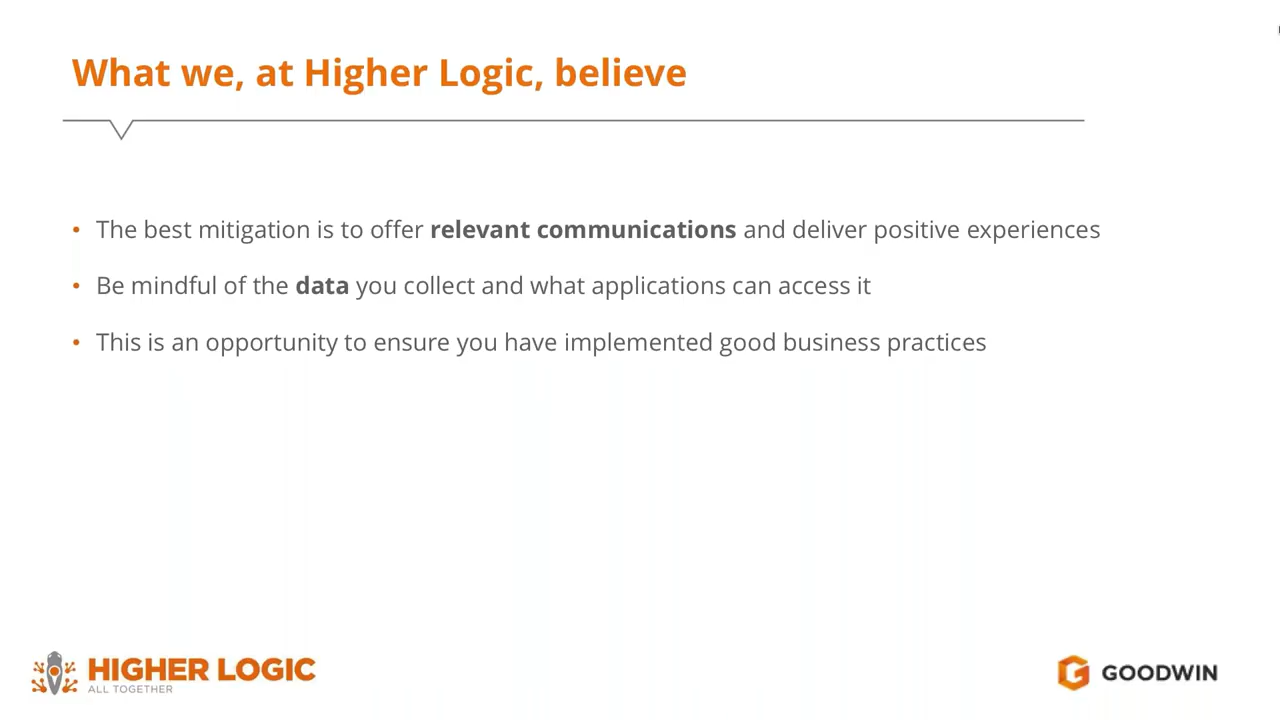 What we, at Higher Logic, believe
• The best mitigation is to offer relevant communications and deliver positive experiences
• Be mindful of the data you collect and what applications can access it
• This is an opportunity to ensure you have implemented good business practices
HIGHER LOGIC
ALL TOGETHER
GOODWIN